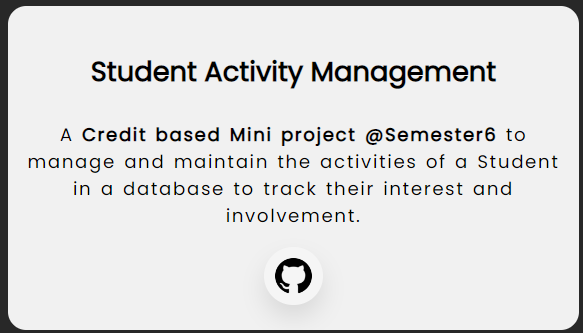 Student Activity Management
A Credit based Mini project @Semester6 to
manage and maintain the activities of a Student
in a database to track their interest and
involvement.